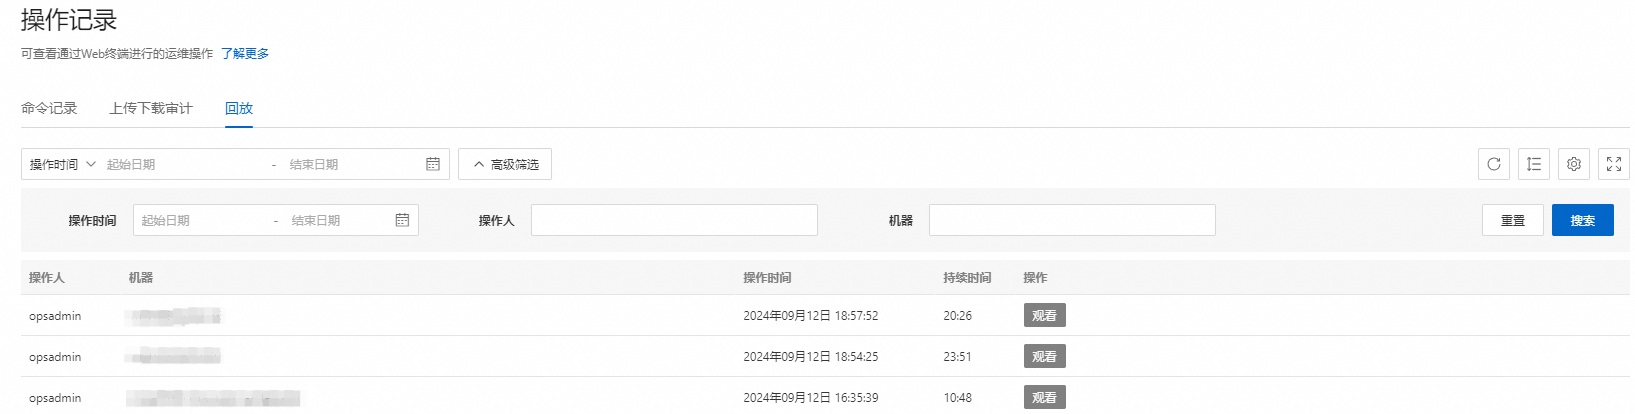 操作记录
可查看通过Web终端进行的运维操作 了解更多
命令记录 上传下载审计 回放
操作时间 起始日期 - 结束日期 高级筛选
操作时间 起始日期 - 结束日期 操作人 机器 重置 搜索
操作人 机器 操作时间 持续时间 操作
opsadmin 2024年09月12日 18:57:52 20:26 观看
opsadmin 2024年09月12日 18:54:25 23:51 观看
opsadmin 2024年09月12日 16:35:39 10:48 观看